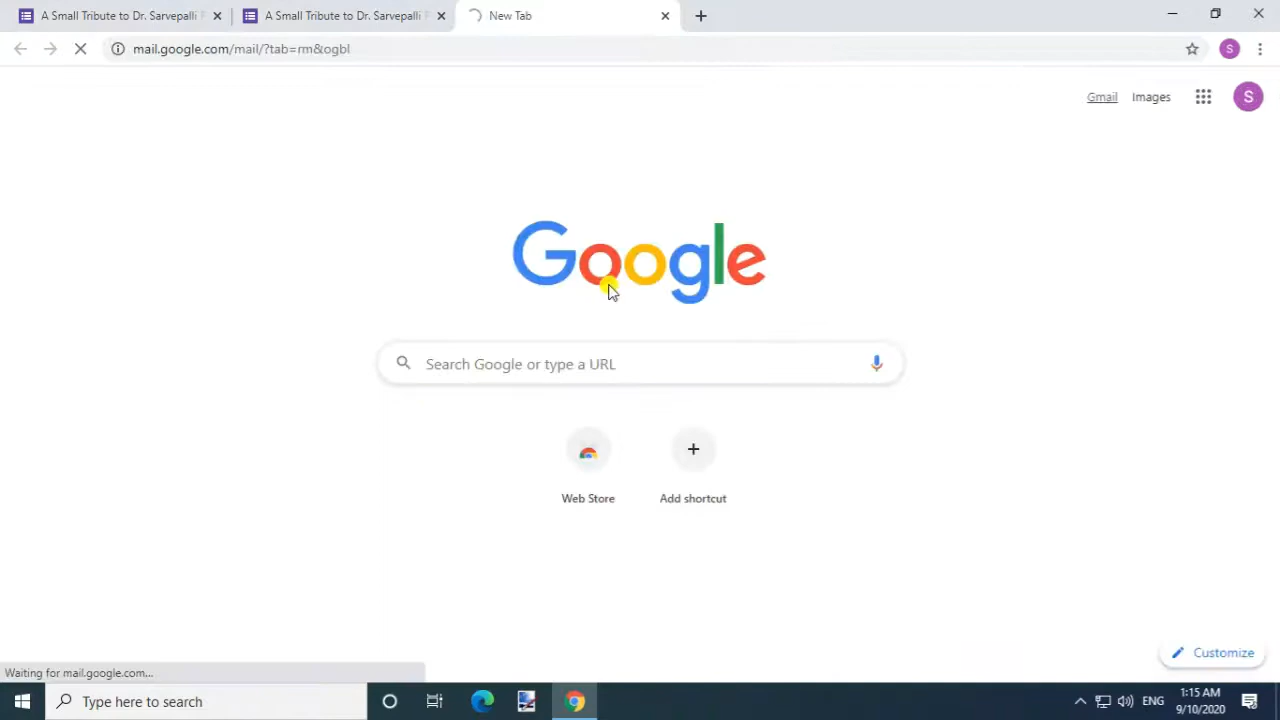 A Small Tribute to Dr. Sarvepalli
A Small Tribute to Dr. Sarvepalli
New Tab
mail.google.com/mail/?tab=rm&ogbl
S
Gmail
Images
S
Google
Search Google or type a URL
Web Store
Add shortcut
Customize
Waiting for mail.google.com...
Type here to search
ENG
1:15 AM
9/10/2020